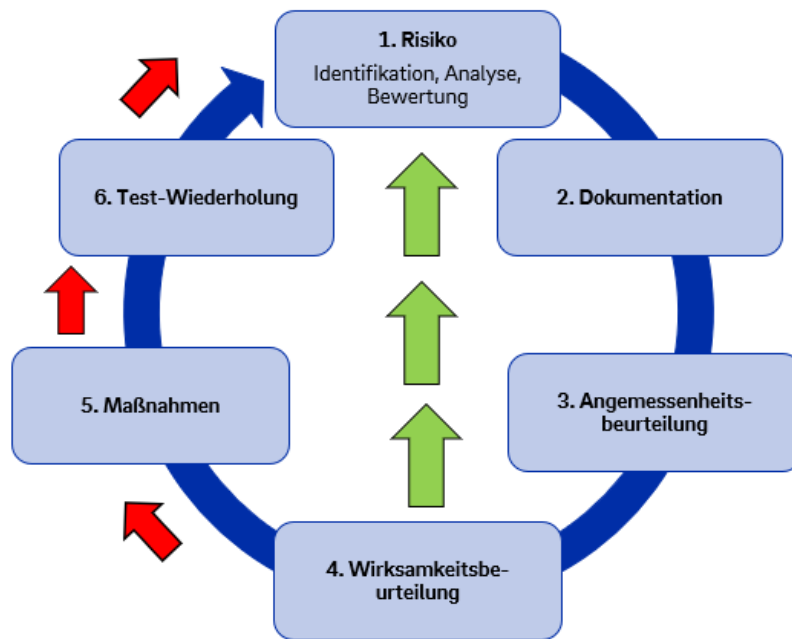 1. Risiko
Identifikation, Analyse,
Bewertung
2. Dokumentation
3. Angemessenheits-
beurteilung
4. Wirksamkeitsbe-
urteilung
5. Maßnahmen
6. Test-Wiederholung